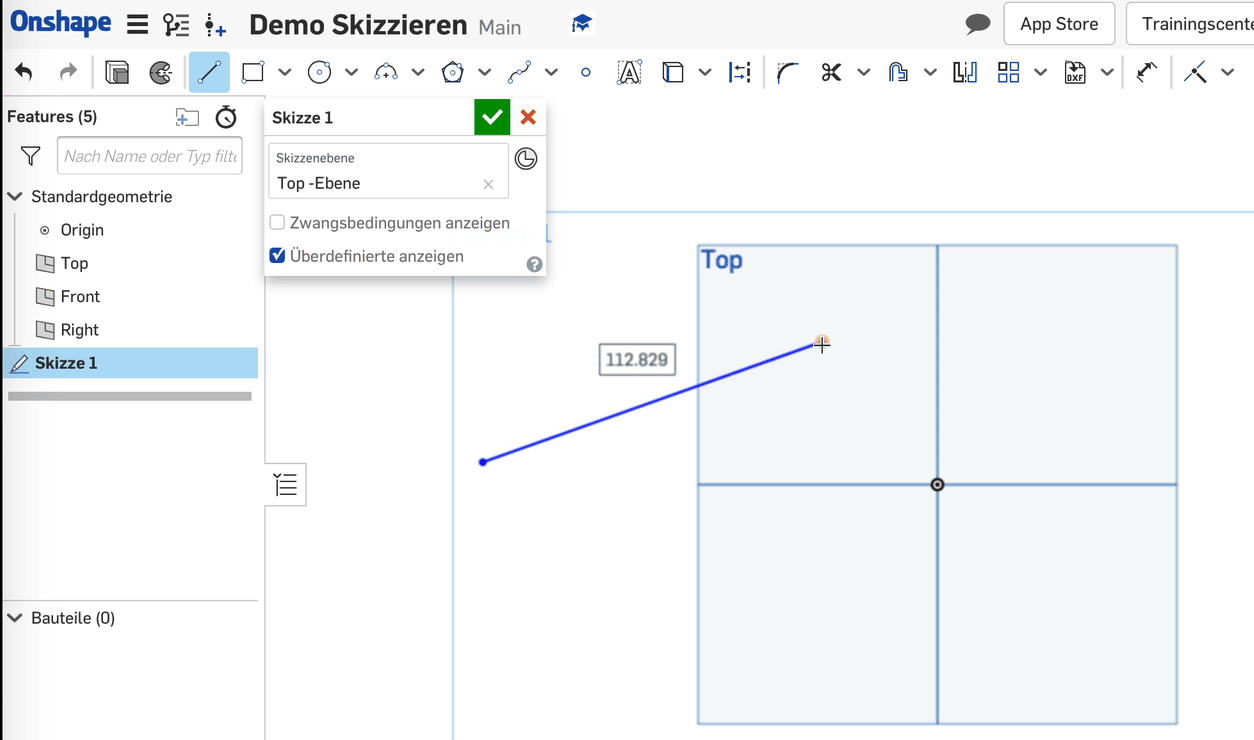 Onshape
Demo Skizzieren Main
App Store
Trainingscente
DXF
Features (5)
Nach Name oder Typ filte
Standardgeometrie
Origin
Top
Front
Right
Skizze 1
Bauteile (0)
Skizze 1
Skizzenebene
Top -Ebene
Zwangsbedingungen anzeigen
Überdefinierte anzeigen
Top
112.829